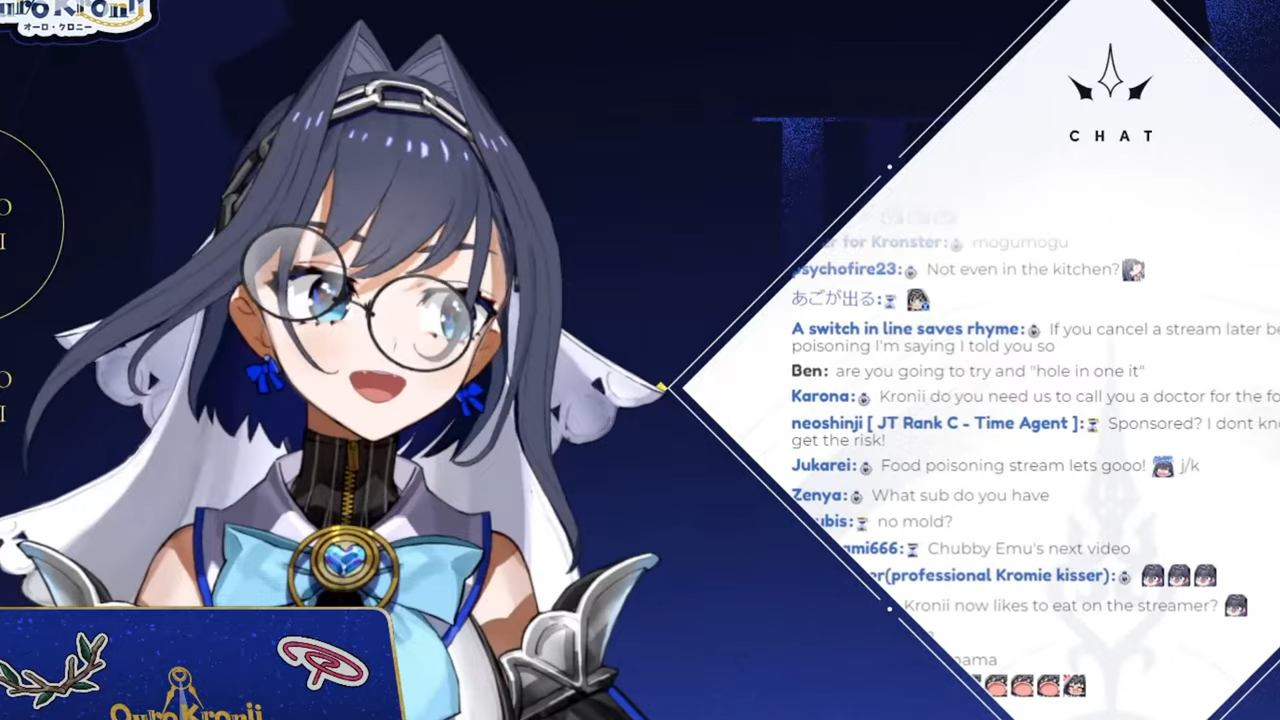 Ouro Kronii
オーロ・クロニー
O
I
O
I
CHAT
for Kronster: mogumogu
psychofire23: Not even in the kitchen?
あごが出る:
A switch in line saves rhyme: If you cancel a stream later
poisoning I'm saying I told you so
Ben: are you going to try and "hole in one it"
Karona: Kronii do you need us to call you a doctor for the
neoshinji [ JT Rank C - Time Agent ]: Sponsored? I dont
get the risk!
Jukarei: Food poisoning stream lets gooo! j/k
Zenya: What sub do you have
no mold?
Chubby Emu's next video
(professional Kromie kisser):
Kronii now likes to eat on the streamer?
Ouro Kronii